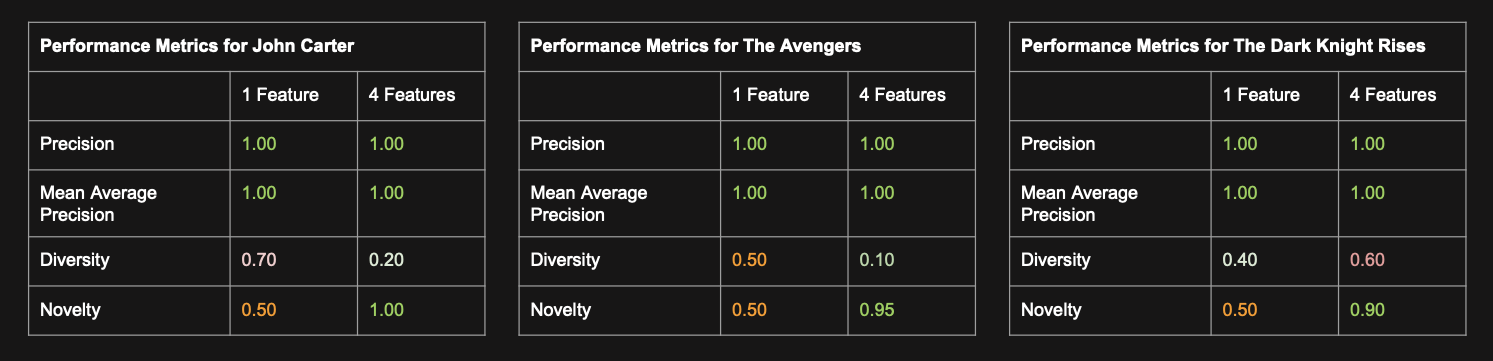 Performance Metrics for John Carter
1 Feature 4 Features
Precision 1.00 1.00
Mean Average 1.00 1.00
Precision
Diversity 0.70 0.20
Novelty 0.50 1.00
Performance Metrics for The Avengers
1 Feature 4 Features
Precision 1.00 1.00
Mean Average 1.00 1.00
Precision
Diversity 0.50 0.10
Novelty 0.50 0.95
Performance Metrics for The Dark Knight Rises
1 Feature 4 Features
Precision 1.00 1.00
Mean Average 1.00 1.00
Precision
Diversity 0.40 0.60
Novelty 0.50 0.90